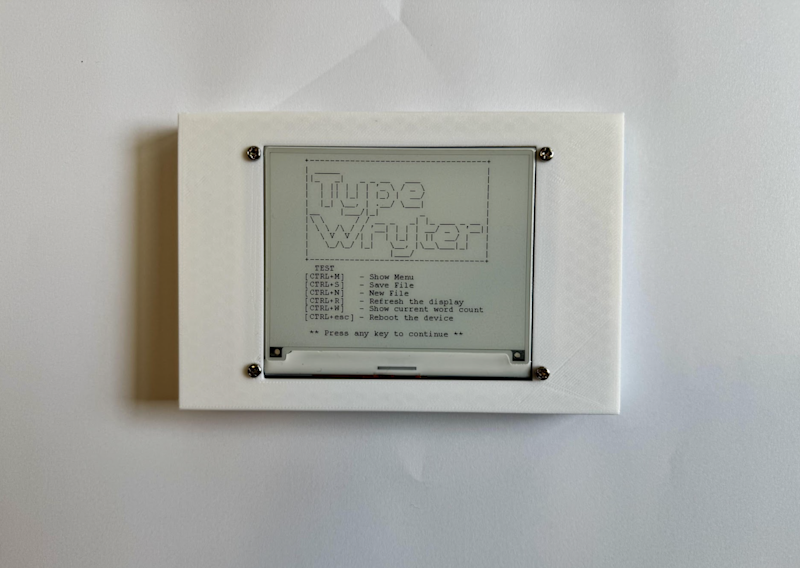 Type
Wryter
TEST
[CTRL+M] - Show Menu
[CTRL+S] - Save File
[CTRL+N] - New File
[CTRL+R] - Refresh the display
[CTRL+W] - Show current word count
[CTRL+esc] - Reboot the device
** Press any key to continue **